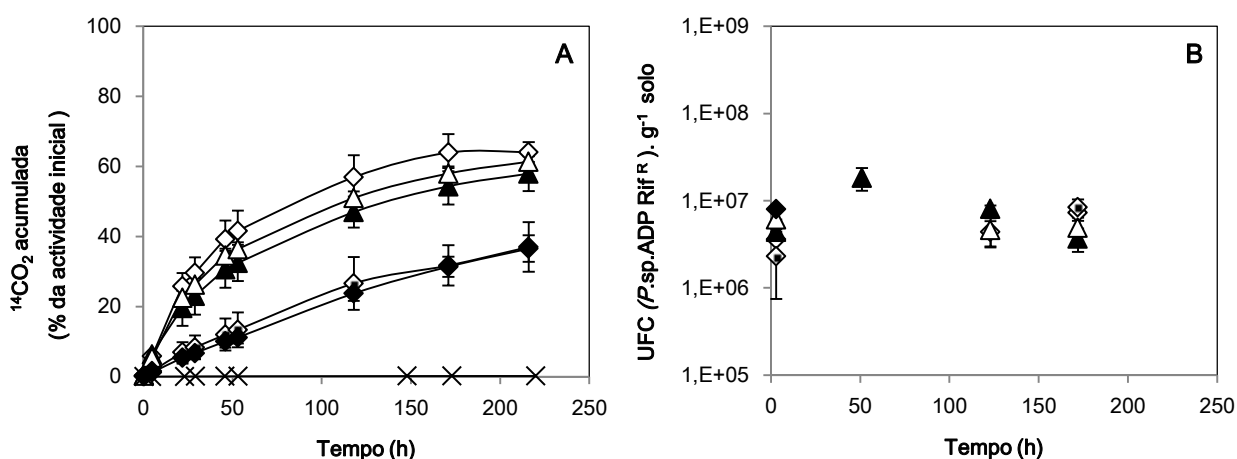 100
80
60
40
20
0
0
50
100
150
200
250
A
¹⁴CO₂ acumulada
(% da actividade inicial )
Tempo (h)
1,E+09
1,E+08
1,E+07
1,E+06
1,E+05
0
50
100
150
200
250
B
UFC (P.sp.ADP Rif ᴿ ). g⁻¹ solo
Tempo (h)